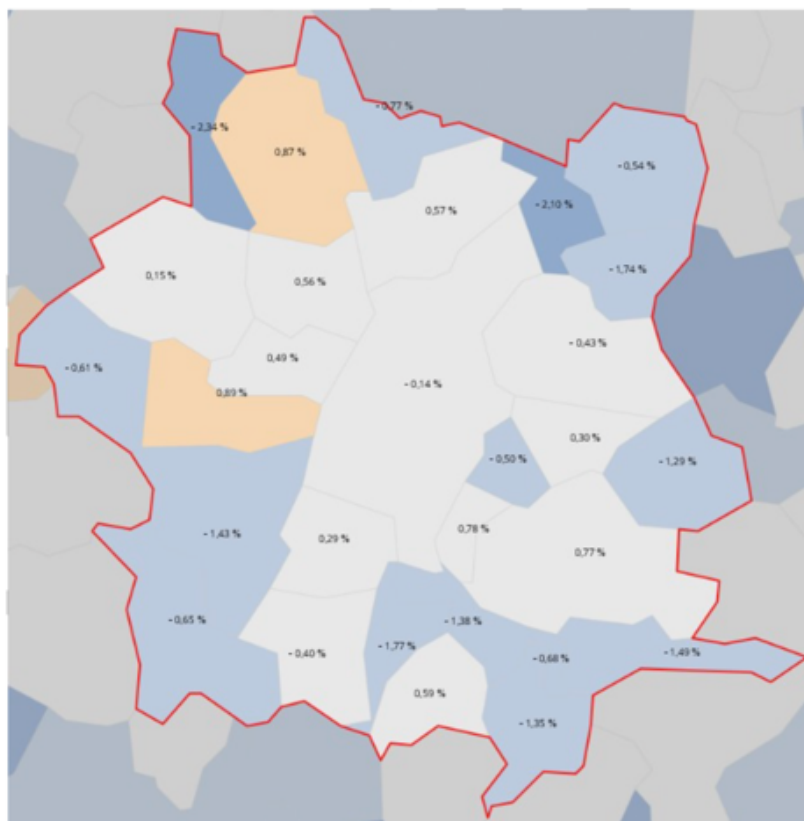 - 0,77 %
- 2,34 %
0,87 %
- 0,54 %
- 2,10 %
0,57 %
- 1,74 %
0,15 %
0,56 %
- 0,43 %
0,49 %
- 0,61 %
- 0,14 %
0,89 %
0,30 %
- 0,50 %
- 1,29 %
0,78 %
- 1,43 %
0,29 %
0,77 %
- 0,65 %
- 1,38 %
- 0,40 %
- 1,77 %
- 1,49 %
- 0,68 %
0,59 %
- 1,35 %